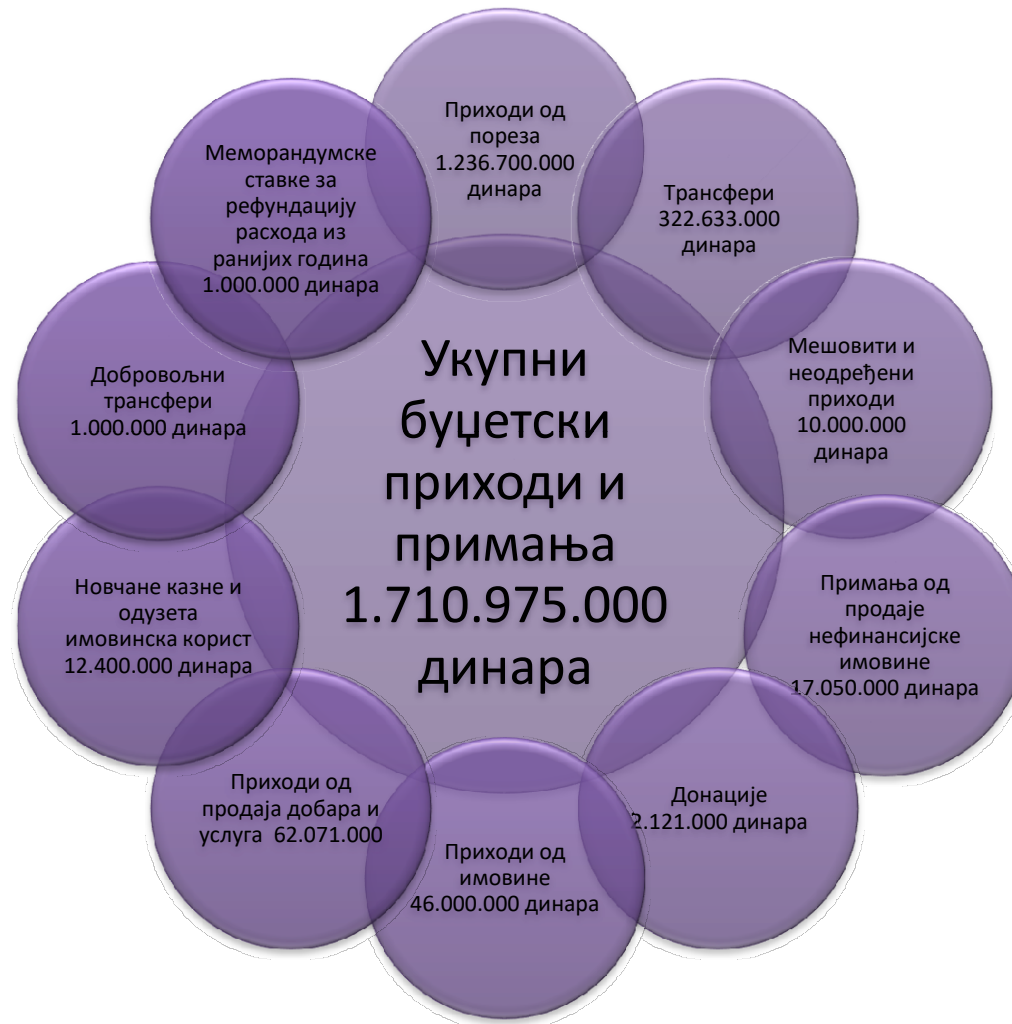 Приходи од
пореза
1.236.700.000
динара
Трансфери
322.633.000
динара
Мешовити и
неодређени
приходи
10.000.000
динара
Примања од
продаје
нефинансијске
имовине
17.050.000 динара
Донације
2.121.000 динара
Приходи од
имовине
46.000.000 динара
Приходи од
продаја добара и
услуга  62.071.000
Новчане казне и
одузета
имовинска корист
12.400.000 динара
Добровољни
трансфери
1.000.000 динара
Меморандумске
ставке за
рефундацију
расхода из
ранијих година
1.000.000 динара
Укупни
буџетски
приходи и
примања
1.710.975.000
динара